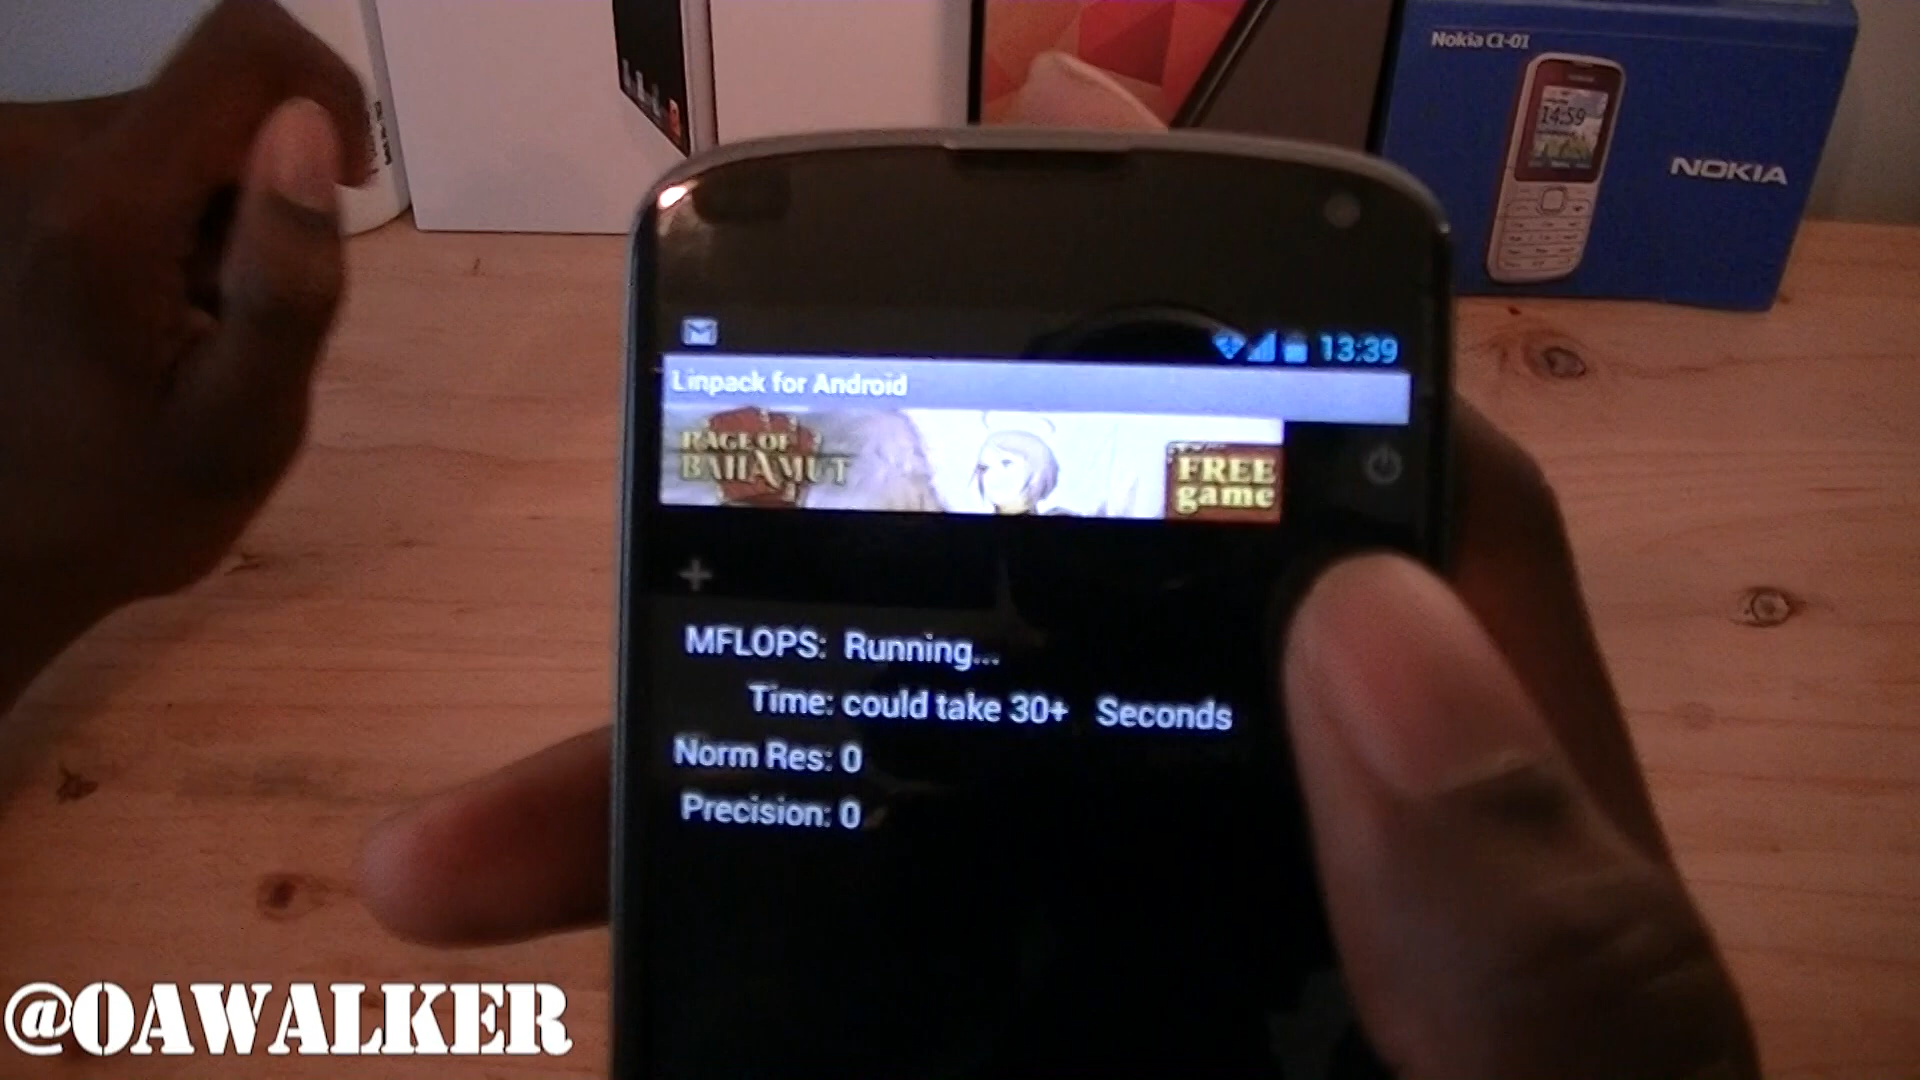 Nokia C1-01
14:59
NOKIA
13:39
Linpack for Android
RAGE OF
BAHAMUT
FREE
game
MFLOPS: Running...
Time: could take 30+ Seconds
Norm Res: 0
Precision: 0
@OAWALKER